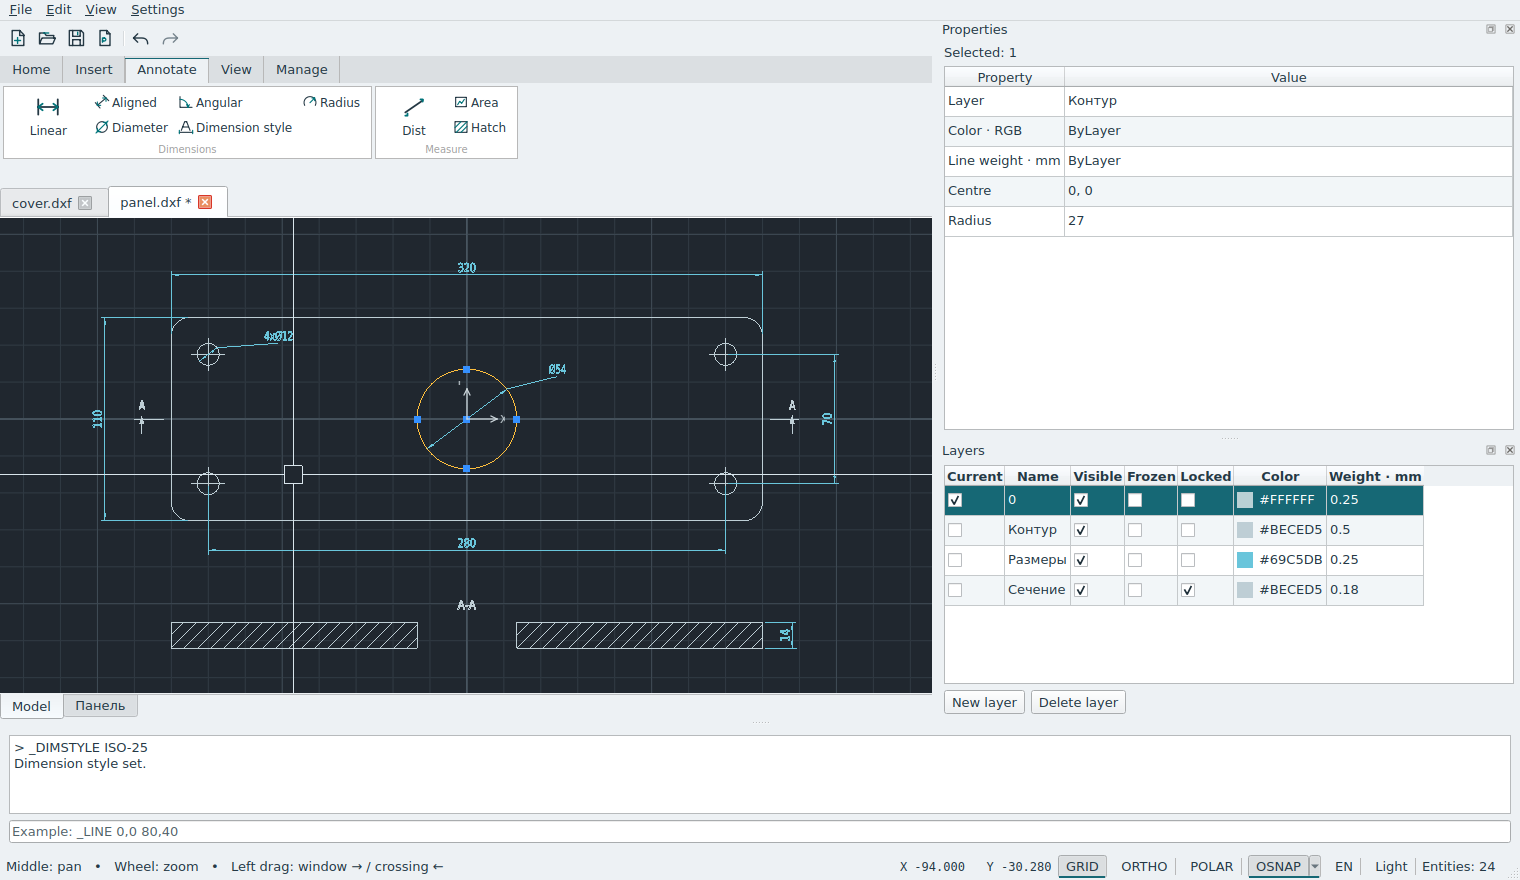 File Edit View Settings
Home Insert Annotate View Manage
Linear
Aligned Angular Radius
Diameter Dimension style
Dimensions
Dist
Area
Hatch
Measure
cover.dxf panel.dxf *
320
4xØ12
Ø54
110
A A
X
70
280
A-A
14
Model Панель
> _DIMSTYLE ISO-25
Dimension style set.
Example: _LINE 0,0 80,40
Middle: pan • Wheel: zoom • Left drag: window → / crossing ←
X -94.000 Y -30.280 GRID ORTHO POLAR OSNAP EN Light Entities: 24
Properties
Selected: 1
Property Value
Layer Контур
Color · RGB ByLayer
Line weight · mm ByLayer
Centre 0, 0
Radius 27
Layers
Current Name Visible Frozen Locked Color Weight · mm
0 #FFFFFF 0.25
Контур #BECED5 0.5
Размеры #69C5DB 0.25
Сечение #BECED5 0.18
New layer Delete layer